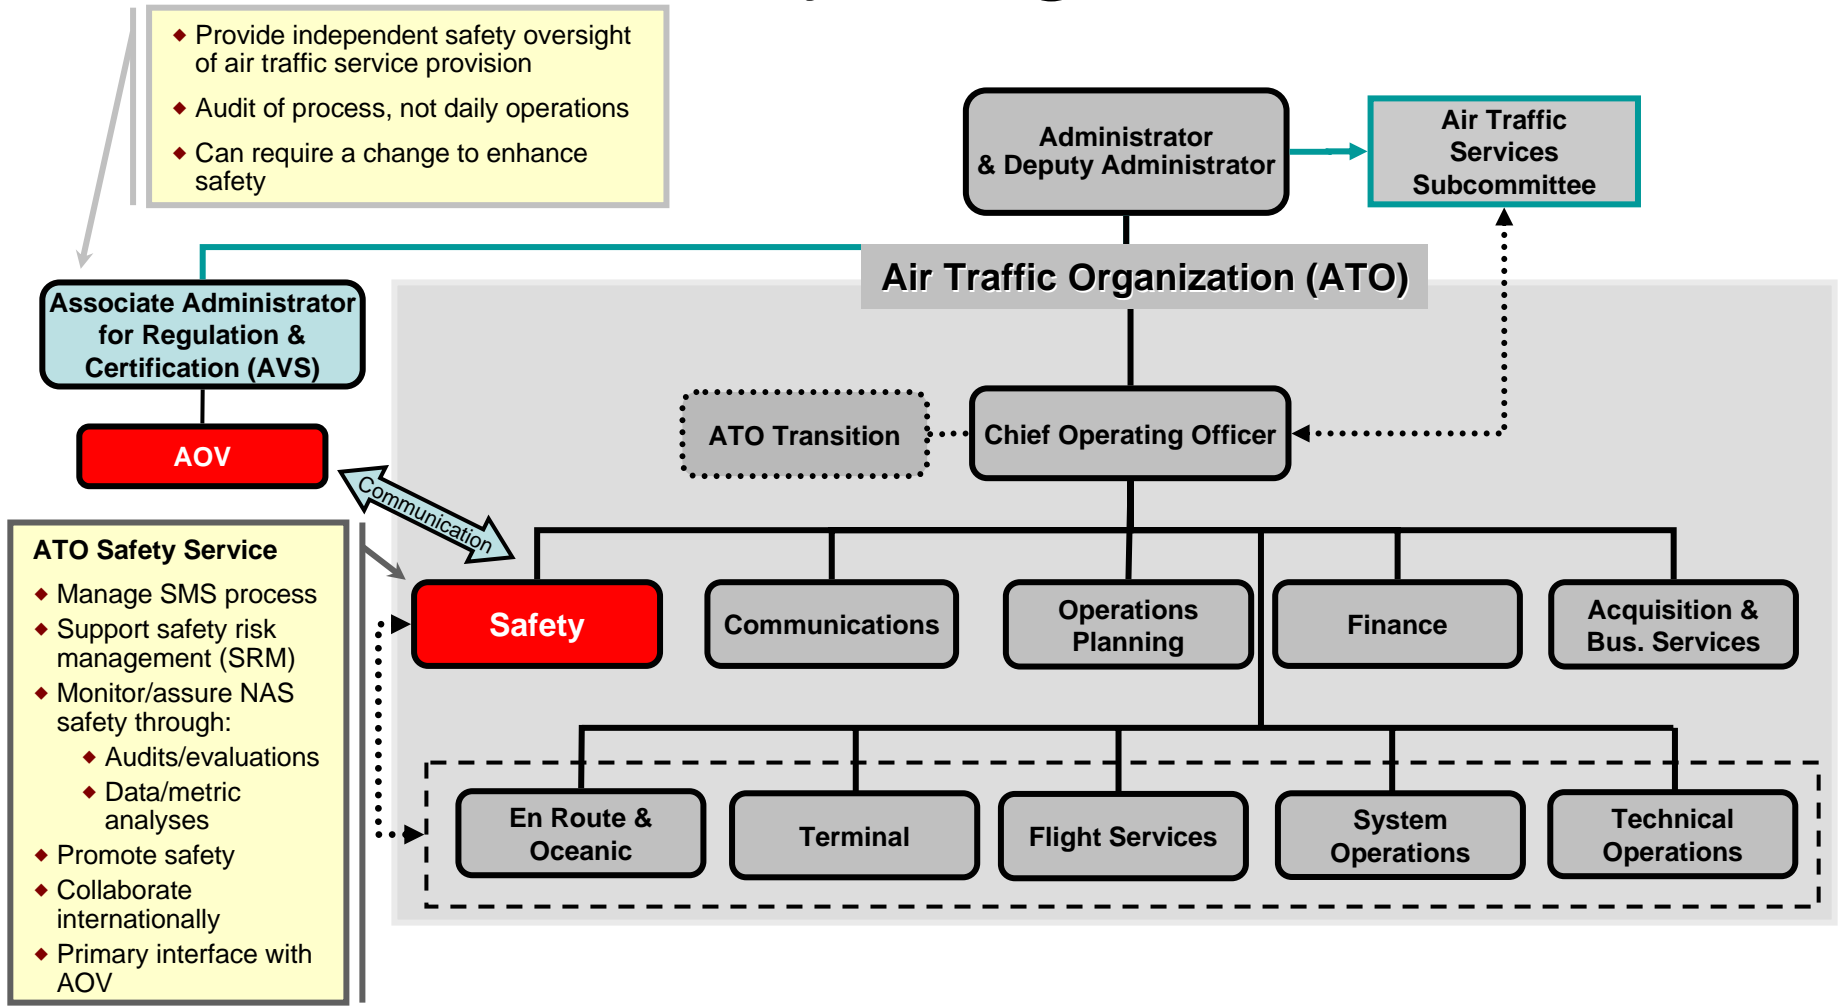 Provide independent safety oversight
of air traffic service provision
Audit of process, not daily operations
Can require a change to enhance
safety
Administrator
& Deputy Administrator
Air Traffic
Services
Subcommittee
Air Traffic Organization (ATO)
Associate Administrator
for Regulation &
Certification (AVS)
AOV
ATO Transition
Chief Operating Officer
Communication
ATO Safety Service
Manage SMS process
Support safety risk
management (SRM)
Monitor/assure NAS
safety through:
Audits/evaluations
Data/metric
analyses
Promote safety
Collaborate
internationally
Primary interface with
AOV
Safety
Communications
Operations
Planning
Finance
Acquisition &
Bus. Services
En Route &
Oceanic
Terminal
Flight Services
System
Operations
Technical
Operations